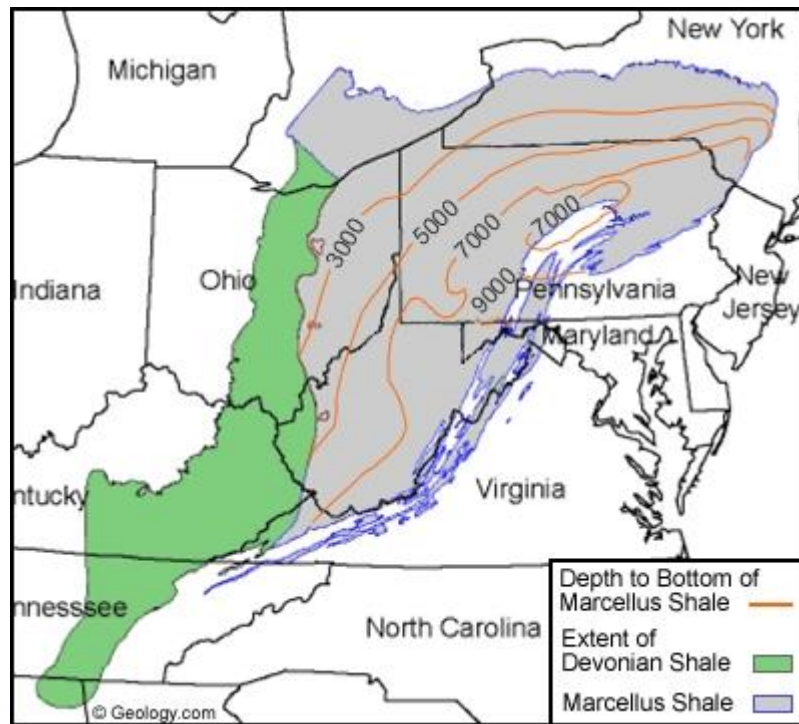 New York
Michigan
3000
5000
7000
7000
9000
Ohio
Indiana
Pennsylvania
New
Jersey
Maryland
ntucky
Virginia
nnesssee
North Carolina
Depth to Bottom of
Marcellus Shale
Extent of
Devonian Shale
Marcellus Shale
© Geology.com